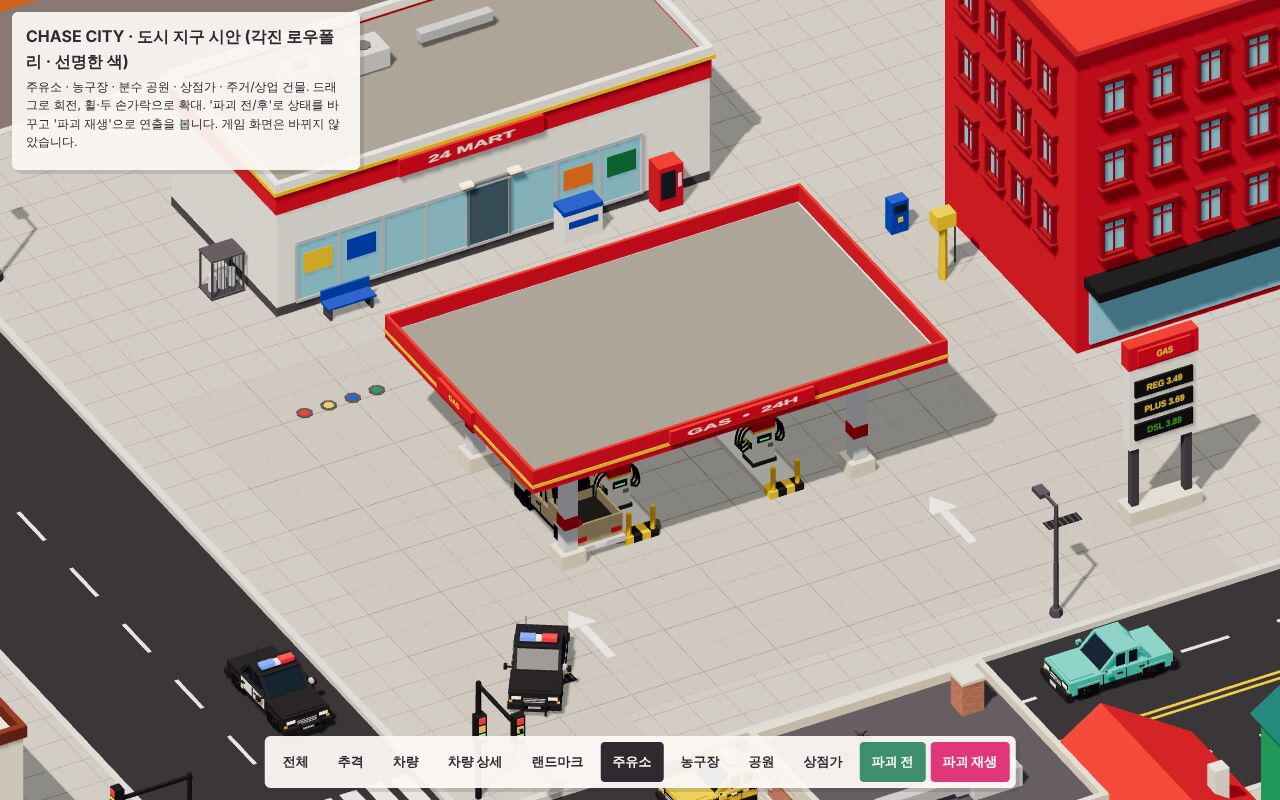 CHASE CITY · 도시 지구 시안 (각진 로우폴
리 · 선명한 색)
주유소 · 농구장 · 분수 공원 · 상점가 · 주거/상업 건물. 드래
그로 회전, 휠·두 손가락으로 확대. '파괴 전/후'로 상태를 바
꾸고 '파괴 재생'으로 연출을 봅니다. 게임 화면은 바뀌지 않
았습니다.
24 MART
GAS
REG 3.49
PLUS 3.69
DSL 3.89
GAS
GAS • 24H
전체 추격 차량 차량 상세 랜드마크 주유소 농구장 공원 상점가 파괴 전 파괴 재생